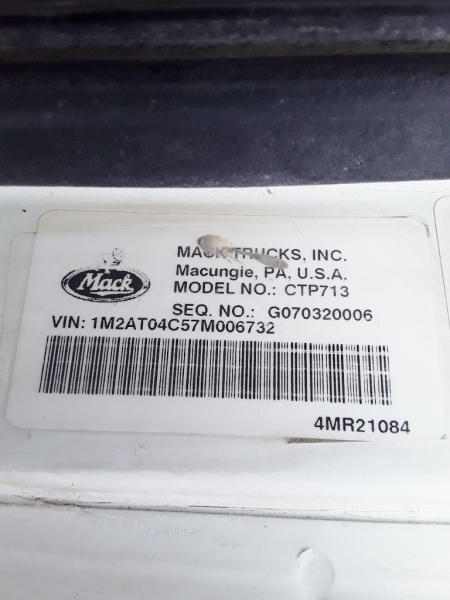 Mack
MACK TRUCKS, INC.
Macungie, PA, U.S.A.
MODEL NO.: CTP713
SEQ. NO.: G070320006
VIN: 1M2AT04C57M006732
4MR21084